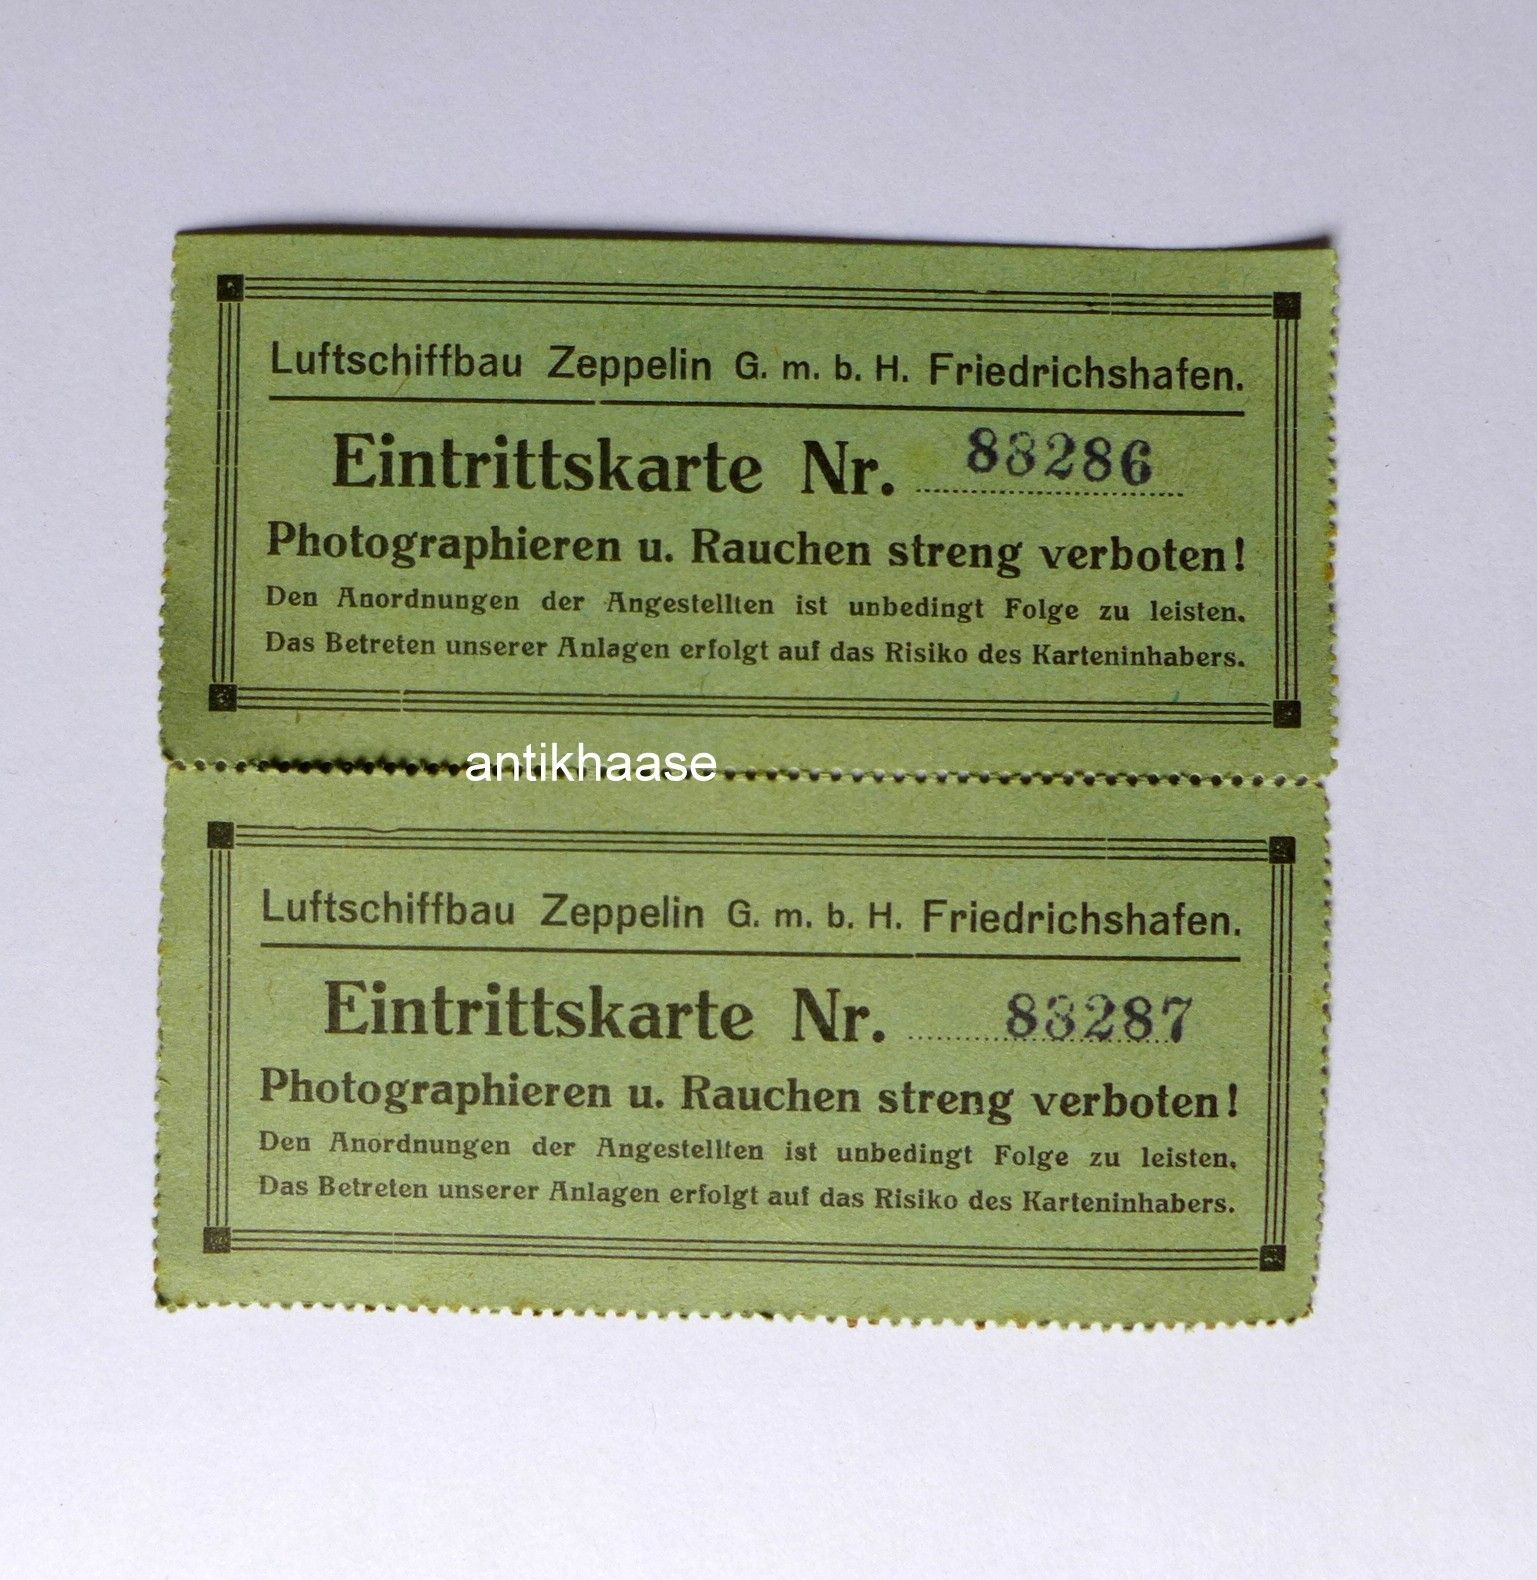 Luftschiffbau Zeppelin G. m. b. H. Friedrichshafen.
Eintrittskarte Nr. 83286
Photographieren u. Rauchen streng verboten!
Den Anordnungen der Angestellten ist unbedingt Folge zu leisten.
Das Betreten unserer Anlagen erfolgt auf das Risiko des Karteninhabers.
antikhaase
Luftschiffbau Zeppelin G. m. b. H. Friedrichshafen.
Eintrittskarte Nr. 83287
Photographieren u. Rauchen streng verboten!
Den Anordnungen der Angestellten ist unbedingt Folge zu leisten.
Das Betreten unserer Anlagen erfolgt auf das Risiko des Karteninhabers.